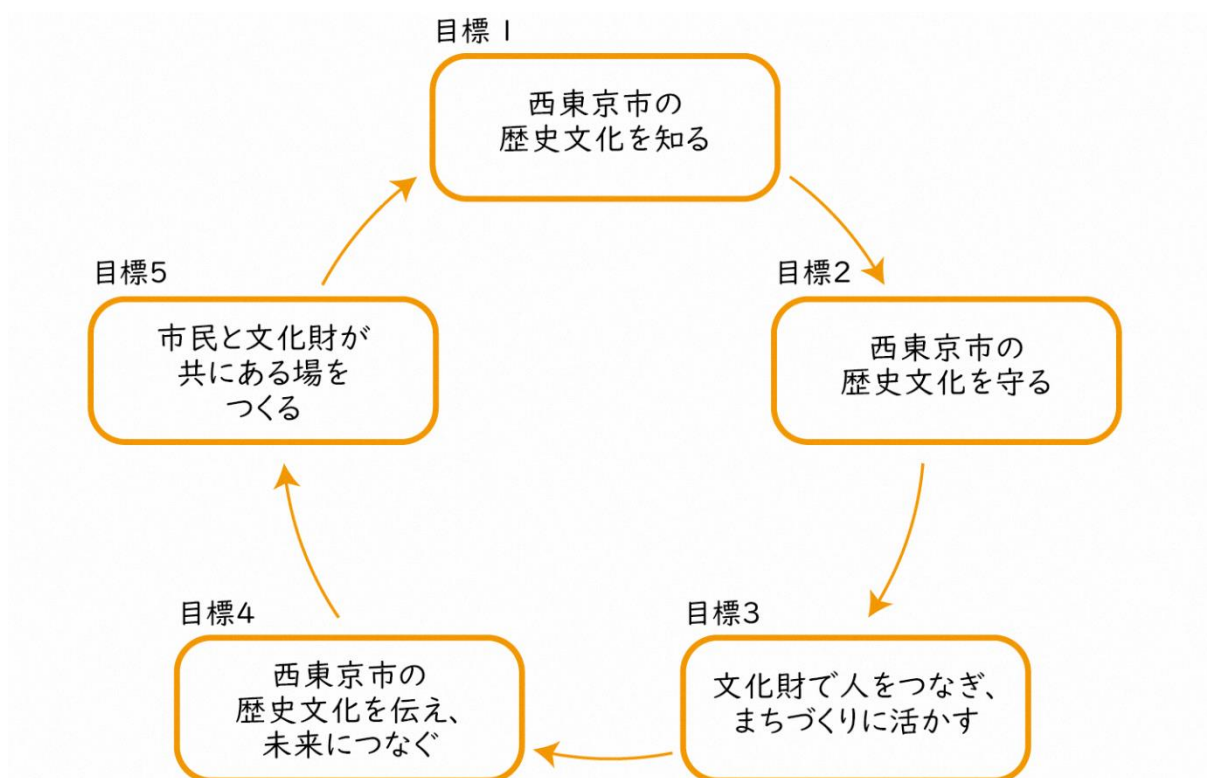 目標1
西東京市の
歴史文化を知る
目標2
西東京市の
歴史文化を守る
目標3
文化財で人をつなぎ、
まちづくりに活かす
目標4
西東京市の
歴史文化を伝え、
未来につなぐ
目標5
市民と文化財が
共にある場を
つくる